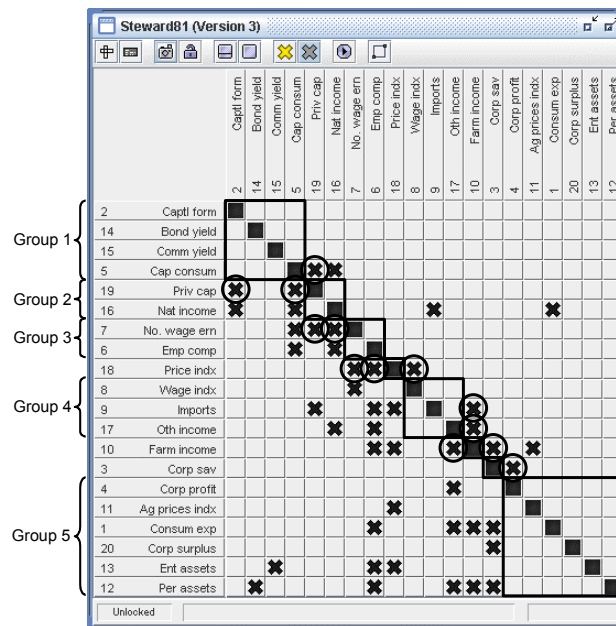 Steward81 (Version 3)
Captl form
Bond yield
Comm yield
Cap consum
Priv cap
Nat income
No. wage ern
Emp comp
Price indx
Wage indx
Imports
Oth income
Farm income
Corp sav
Corp profit
Ag prices indx
Consum exp
Corp surplus
Ent assets
Per assets
2 14 15 5 19 16 7 6 18 8 9 17 10 3 4 11 1 20 13 12
Group 1
2 Captl form
14 Bond yield
15 Comm yield
5 Cap consum
Group 2
19 Priv cap
16 Nat income
Group 3
7 No. wage ern
6 Emp comp
18 Price indx
Group 4
8 Wage indx
9 Imports
17 Oth income
10 Farm income
3 Corp sav
Group 5
4 Corp profit
11 Ag prices indx
1 Consum exp
20 Corp surplus
13 Ent assets
12 Per assets
Unlocked